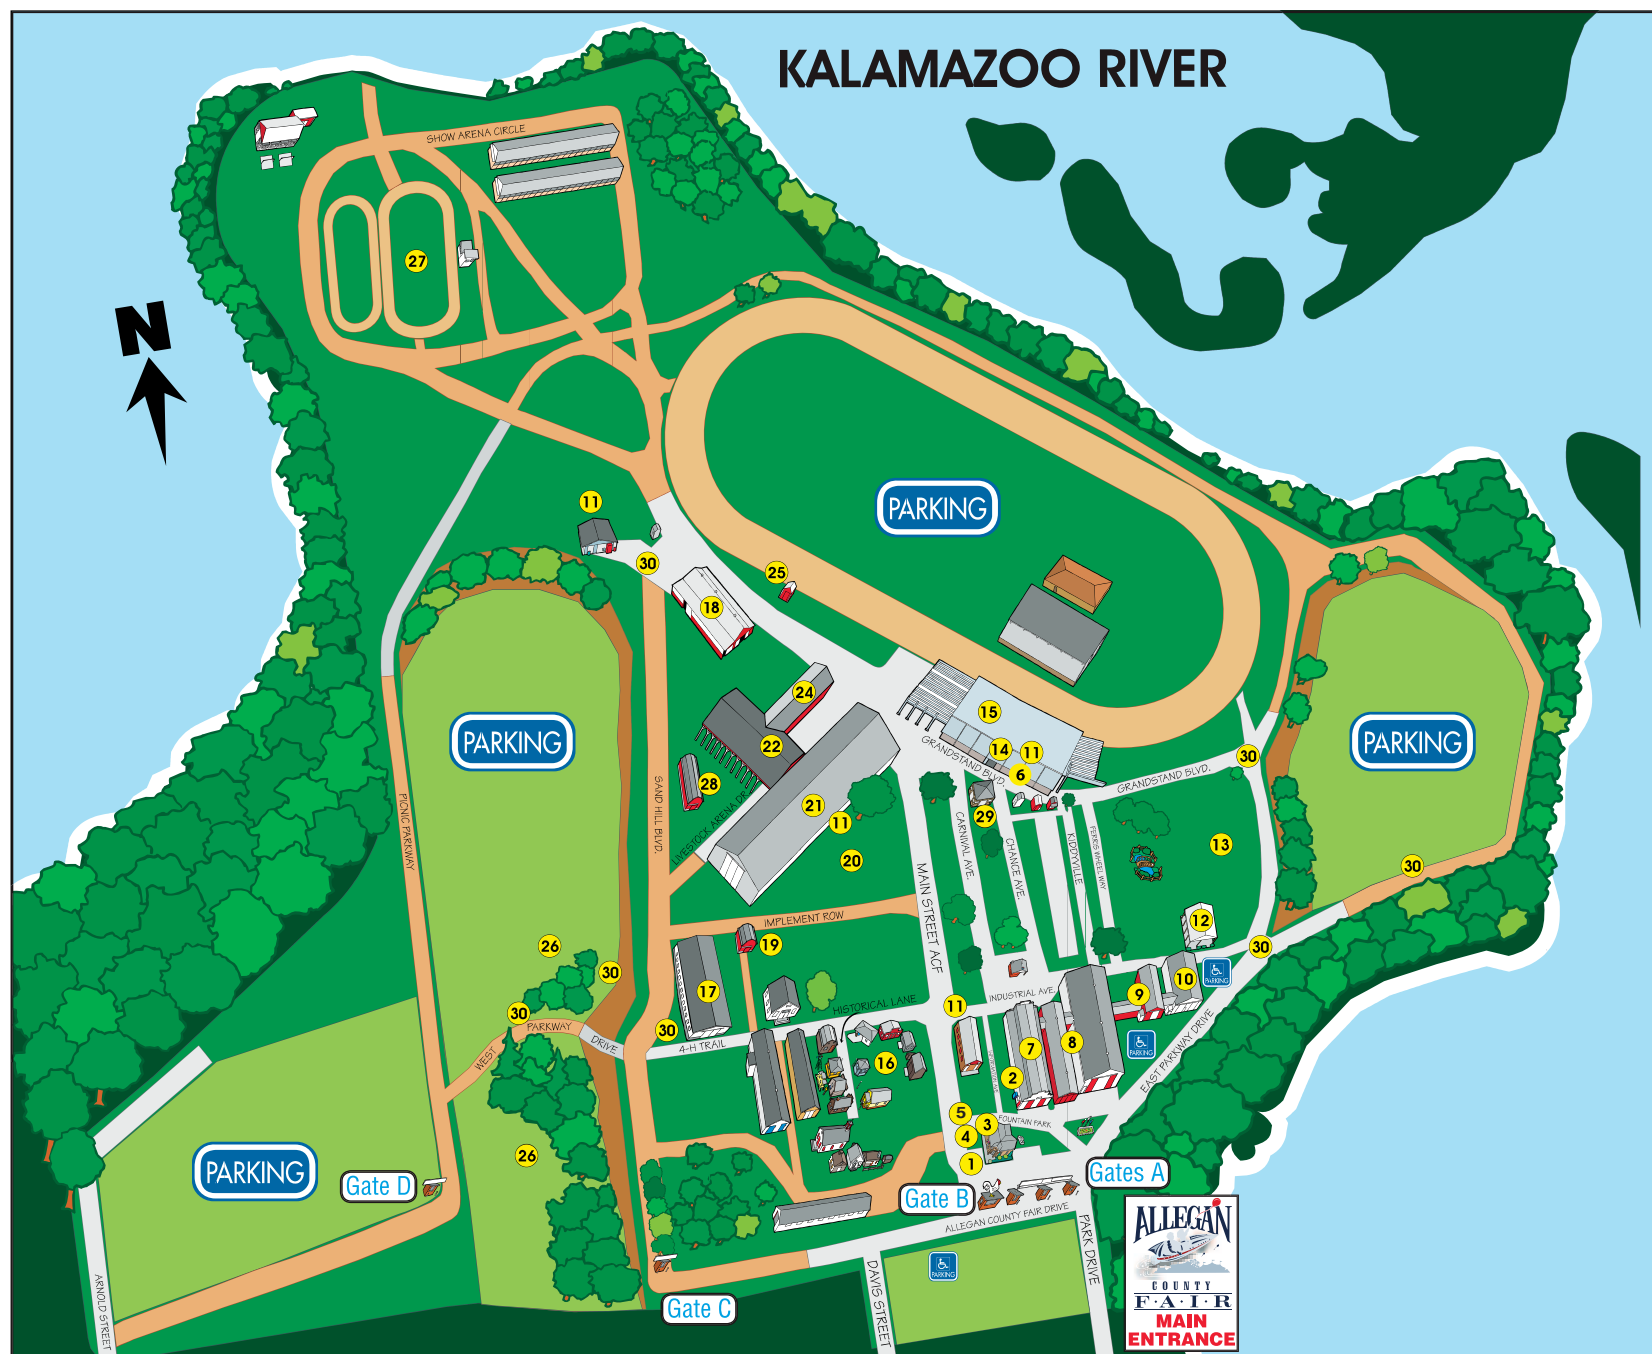 KALAMAZOO RIVER
SHOW ARENA CIRCLE
27
N
11
30
PARKING
25
18
24
15
22
14
11
6
GRANDSTAND BLVD.
GRANDSTAND BLVD.
30
PARKING
PARKING
28
21
11
29
20
13
SAND HILL BLVD.
PICNIC PARKWAY
LIVESTOCK ARENA DR.
CARNIVAL AVE.
CHANCE AVE.
KIDDYVILLE
FERRIS WHEEL WAY
MAIN STREET ACF
30
IMPLEMENT ROW
12
26
19
30
30
17
10
PARKING
9
30
PARKWAY
WEST
DRIVE
30
4-H TRAIL
HISTORICAL LANE
11
INDUSTRIAL AVE.
7
8
PARKING
16
2
EAST PARKWAY DRIVE
5
3
4
FOUNTAIN PARK
1
26
PARKING
Gate D
Gate B
Gates A
ALLEGAN COUNTY FAIR DRIVE
PARK DRIVE
PARKING
DAVIS STREET
ARNOLD STREET
Gate C
ALLEGAN
COUNTY
F·A·I·R
MAIN
ENTRANCE